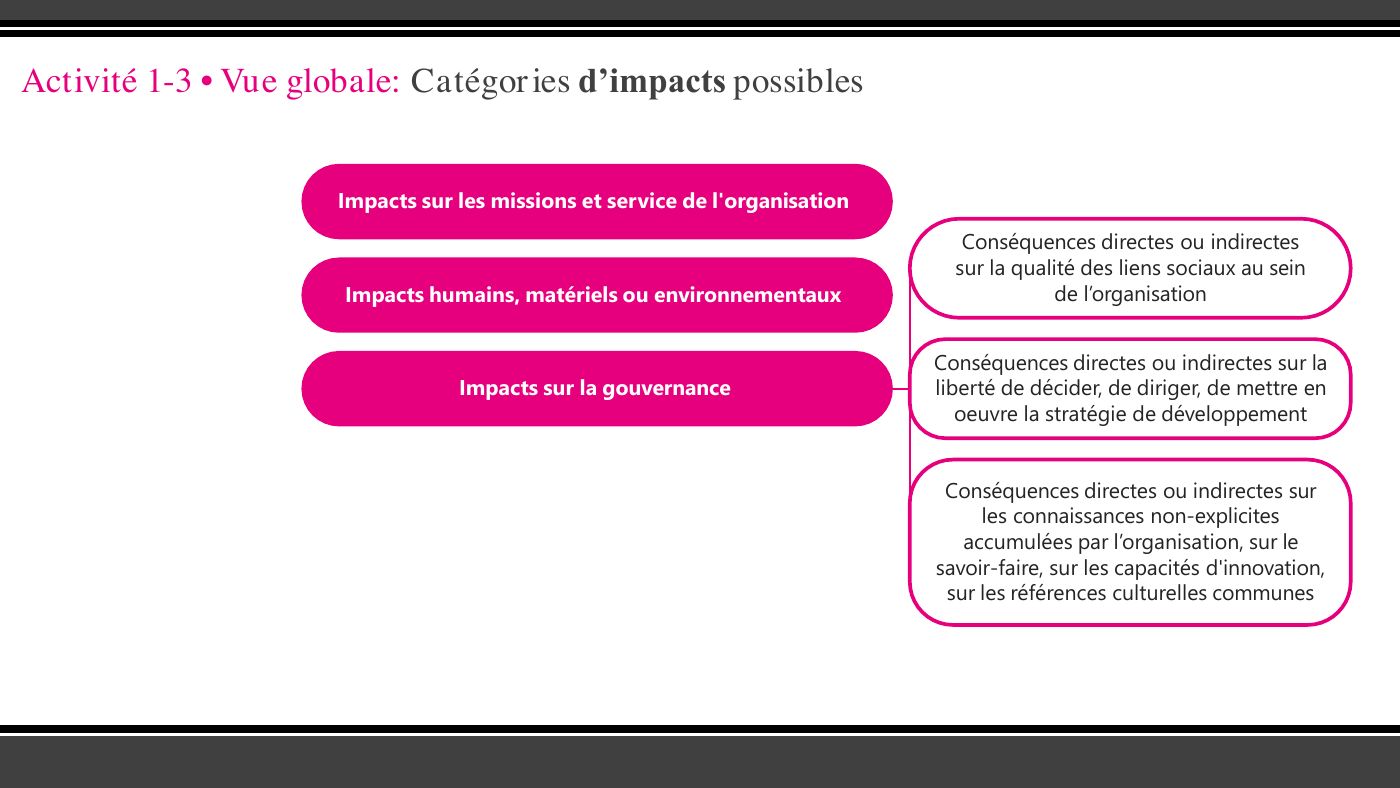 Activité 1-3 • Vue globale: Catégories d’impacts possibles
Impacts sur les missions et service de l'organisation
Impacts humains, matériels ou environnementaux
Impacts sur la gouvernance
Conséquences directes ou indirectes
sur la qualité des liens sociaux au sein
de l’organisation
Conséquences directes ou indirectes sur la
liberté de décider, de diriger, de mettre en
oeuvre la stratégie de développement
Conséquences directes ou indirectes sur
les connaissances non-explicites
accumulées par l’organisation, sur le
savoir-faire, sur les capacités d'innovation,
sur les références culturelles communes